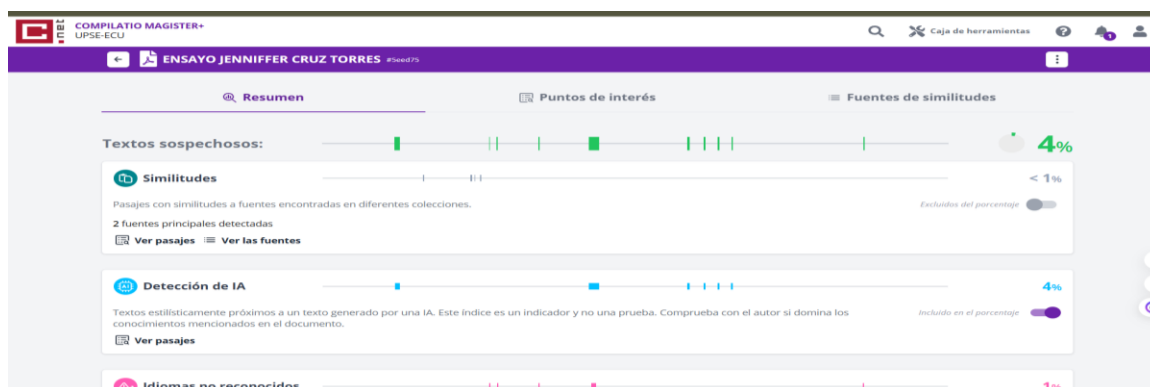 COMPILATIO MAGISTER+
UPSE-ECU
Caja de herramientas
1
ENSAYO JENNIFFER CRUZ TORRES #5eed75
Resumen
Puntos de interés
Fuentes de similitudes
Textos sospechosos:
4%
Similitudes
< 1%
Pasajes con similitudes a fuentes encontradas en diferentes colecciones.
Excluidos del porcentaje
2 fuentes principales detectadas
Ver pasajes
Ver las fuentes
Detección de IA
4%
Textos estilísticamente próximos a un texto generado por una IA. Este índice es un indicador y no una prueba. Comprueba con el autor si domina los
conocimientos mencionados en el documento.
Incluido en el porcentaje
Ver pasajes
Idiomas no reconocidos
1%